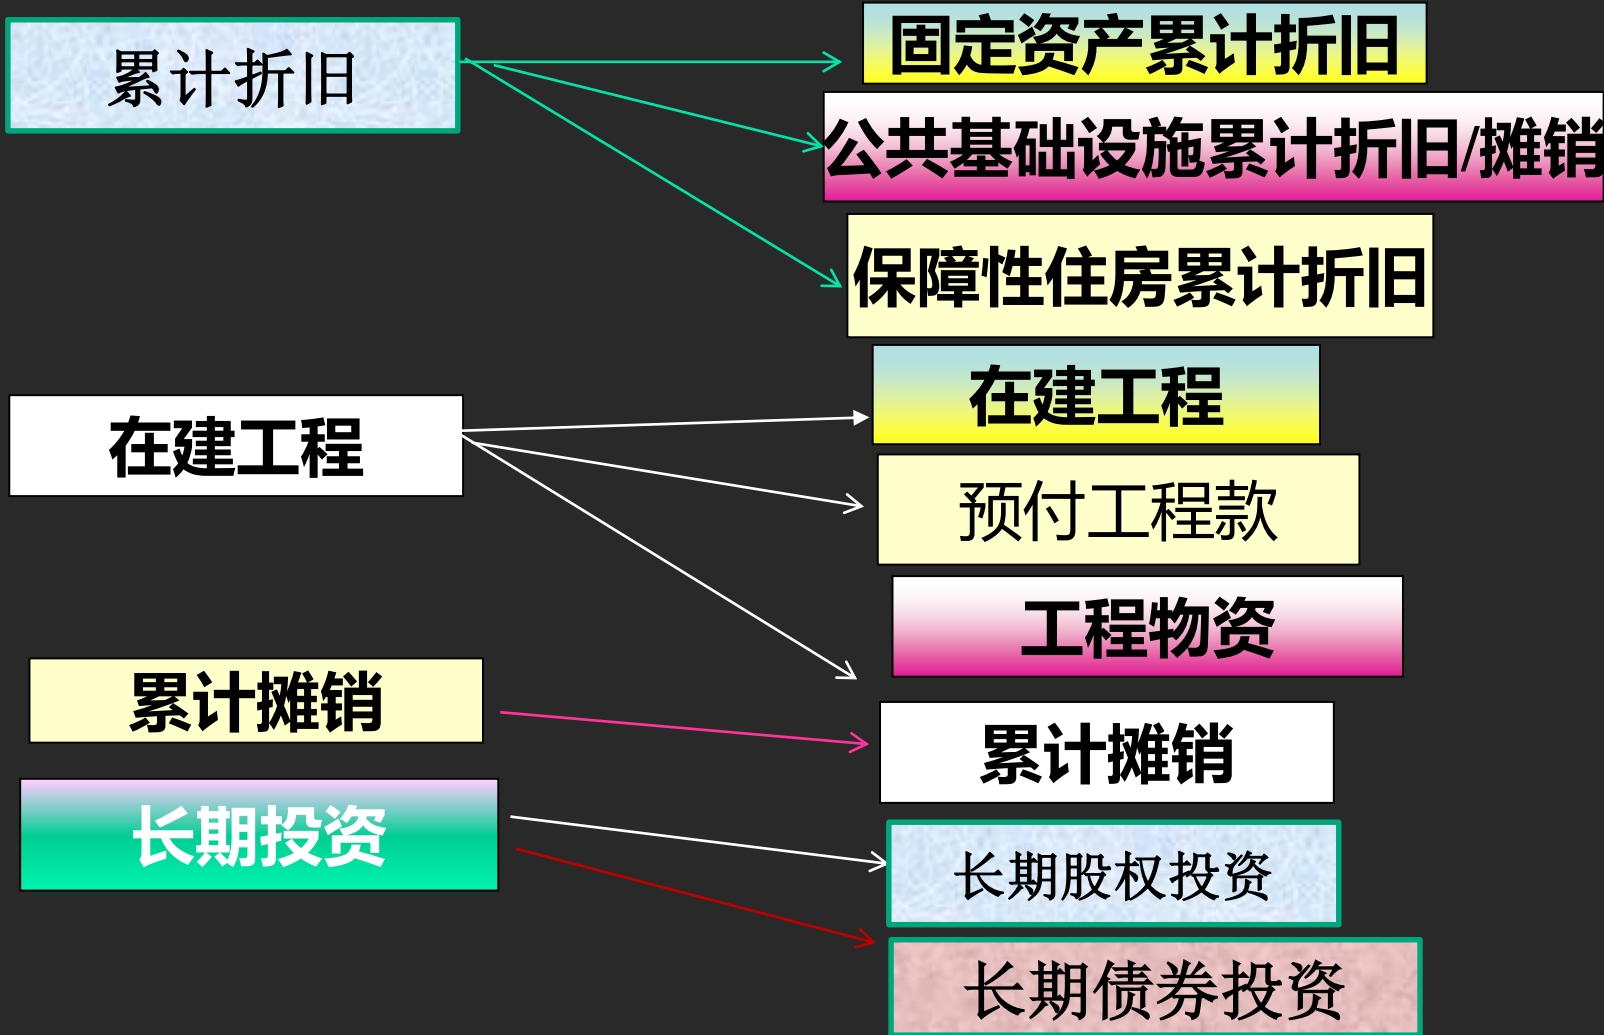 累计折旧
固定资产累计折旧
公共基础设施累计折旧/摊销
保障性住房累计折旧
在建工程
在建工程
预付工程款
工程物资
累计摊销
累计摊销
长期投资
长期股权投资
长期债券投资